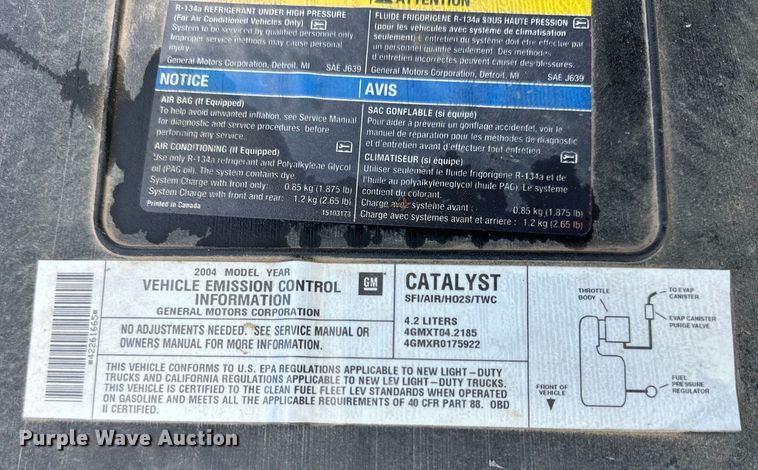 ATTENTION
R-134a REFRIGERANT UNDER HIGH PRESSURE
(For Air Conditioned Vehicles Only)
System to be serviced by qualified personnel only
Improper service methods may cause personal
injury.
General Motors Corporation, Detroit, MI SAE J639
FLUIDE FRIGORIGENE R-134a SOUS HAUTE PRESSION
(pour les véhicules avec système de climatisation
seulement) L'entretien du système doit être effectué par
un personnel qualifié seulement. Des méthodes
d'entretien incorrectes peuvent causer des blessures.
General Motors Corporation, Detroit, MI SAE J639
NOTICE
AVIS
AIR BAG (If Equipped)
To help avoid unwanted inflation, see Service Manual
for diagnostic and service procedures before
performing any service.
AIR CONDITIONING (If Equipped)
Use only R-134a refrigerant and Polyalkylene Glycol
oil (PAG oil). The system contains dye.
System Charge with front only: 0.85 kg (1.875 lb)
System Charge with front and rear: 1.2 kg (2.65 lb)
Printed in Canada 15103173
SAC GONFLABLE (si équipé)
Pour aider à prévenir un gonflage accidentel, voir le
manuel de réparation pour les méthodes de diagnostic
et d'entretien avant d'effectuer tout entretien.
CLIMATISEUR (si équipé)
Utiliser seulement le fluide frigorigène R-134a et de
l'huile au polyalkylèneglycol (huile PAG). Le système
contient du colorant.
Charge avec système avant : 0.85 kg (1.875 lb)
Charge avec systèmes avant et arrière : 1.2 kg (2.65 lb)
#42261665#
2004 MODEL YEAR
VEHICLE EMISSION CONTROL
INFORMATION
GENERAL MOTORS CORPORATION
GM
CATALYST
SFI/AIR/HO2S/TWC
NO ADJUSTMENTS NEEDED. SEE SERVICE MANUAL OR
OWNERS MANUAL FOR MORE INFORMATION.
4.2 LITERS
4GMXT04.2185
4GMXR0175922
THIS VEHICLE CONFORMS TO U.S. EPA REGULATIONS APPLICABLE TO NEW LIGHT-DUTY
TRUCKS AND CALIFORNIA REGULATIONS APPLICABLE TO NEW LEV LIGHT-DUTY TRUCKS.
THIS VEHICLE IS CERTIFIED TO THE CLEAN FUEL FLEET LEV STANDARDS WHEN OPERATED
ON GASOLINE AND MEETS ALL THE APPLICABLE REQUIREMENTS OF 40 CFR PART 88. OBD
II CERTIFIED.
THROTTLE
BODY
TO EVAP
CANISTER
EVAP CANISTER
PURGE VALVE
FRONT OF
VEHICLE
FUEL
PRESSURE
REGULATOR
Purple Wave Auction